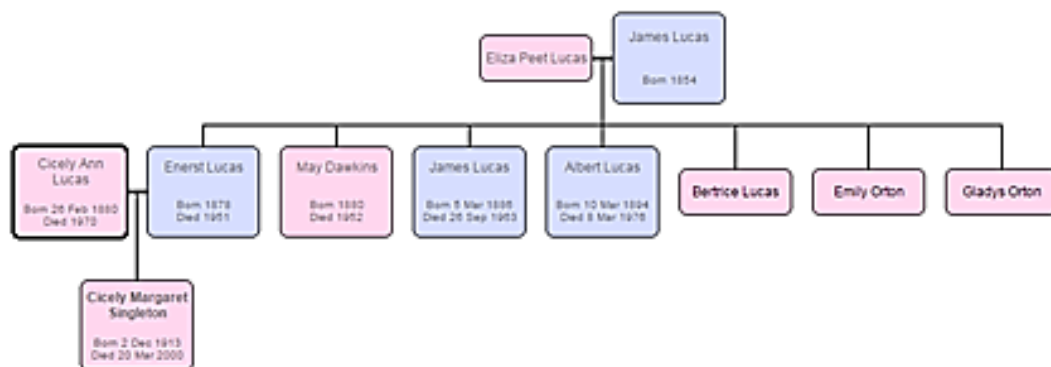 James Lucas
Born 1854
Eliza Peet Lucas
Cicely Ann
Lucas
Born 26 Feb 1880
Died 1970
Enerst Lucas
Born 1878
Died 1951
May Dawkins
Born 1880
Died 1952
James Lucas
Born 5 Mar 1886
Died 26 Sep 1963
Albert Lucas
Born 10 Mar 1894
Died 8 Mar 1976
Bertrice Lucas
Emily Orton
Gladys Orton
Cicely Margaret
Singleton
Born 2 Dec 1913
Died 20 Mar 2000